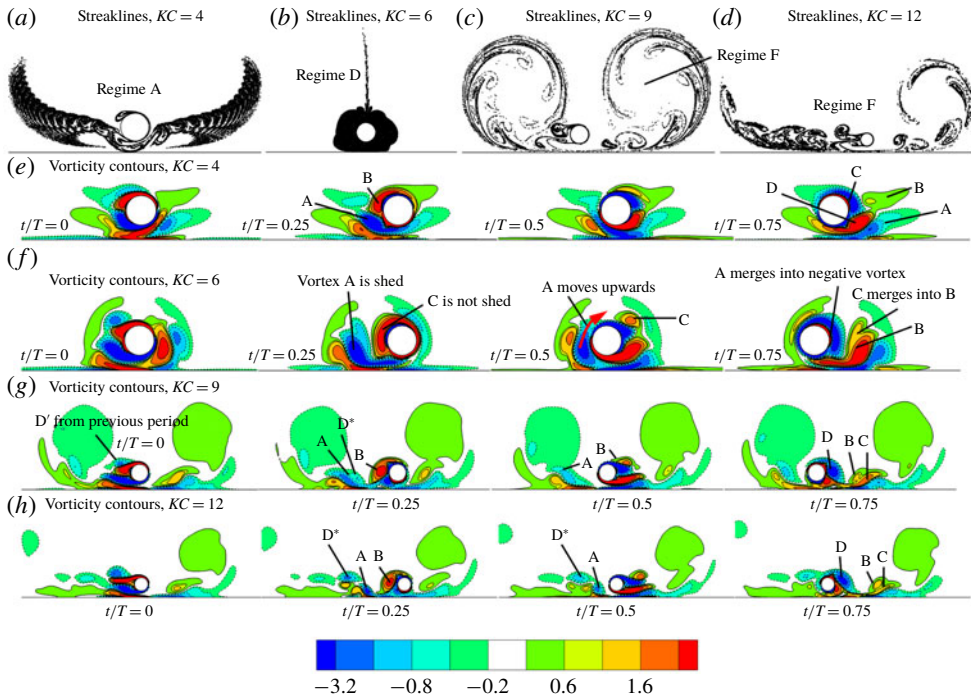 (a) Streaklines, KC = 4
Regime A
(b) Streaklines, KC = 6
Regime D
(c) Streaklines, KC = 9
Regime F
(d) Streaklines, KC = 12
Regime F
(e) Vorticity contours, KC = 4
t/T = 0
A
B
t/T = 0.25
t/T = 0.5
D
C
B
A
t/T = 0.75
(f)
Vorticity contours, KC = 6
t/T = 0
Vortex A is shed
C is not shed
t/T = 0.25
A moves upwards
C
t/T = 0.5
A merges into negative vortex
C merges into B
B
t/T = 0.75
(g) Vorticity contours, KC = 9
D′ from previous period
t/T = 0
D*
A
B
t/T = 0.25
B
A
t/T = 0.5
D
B
C
t/T = 0.75
(h) Vorticity contours, KC = 12
t/T = 0
D*
A
B
t/T = 0.25
D*
A
t/T = 0.5
D
B
C
t/T = 0.75
−3.2 −0.8 −0.2 0.6 1.6